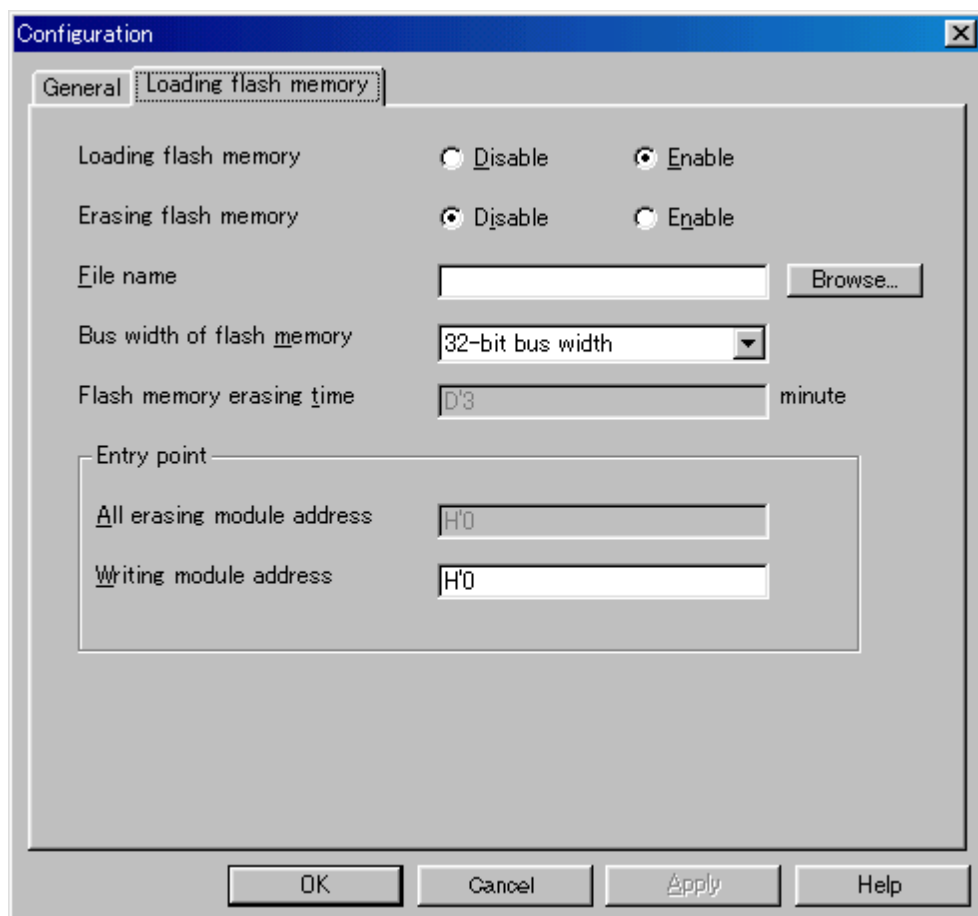 Configuration
General Loading flash memory
Loading flash memory Disable Enable
Erasing flash memory Disable Enable
File name Browse...
Bus width of flash memory 32-bit bus width
Flash memory erasing time D'3 minute
Entry point
All erasing module address H'0
Writing module address H'0
OK Cancel Apply Help